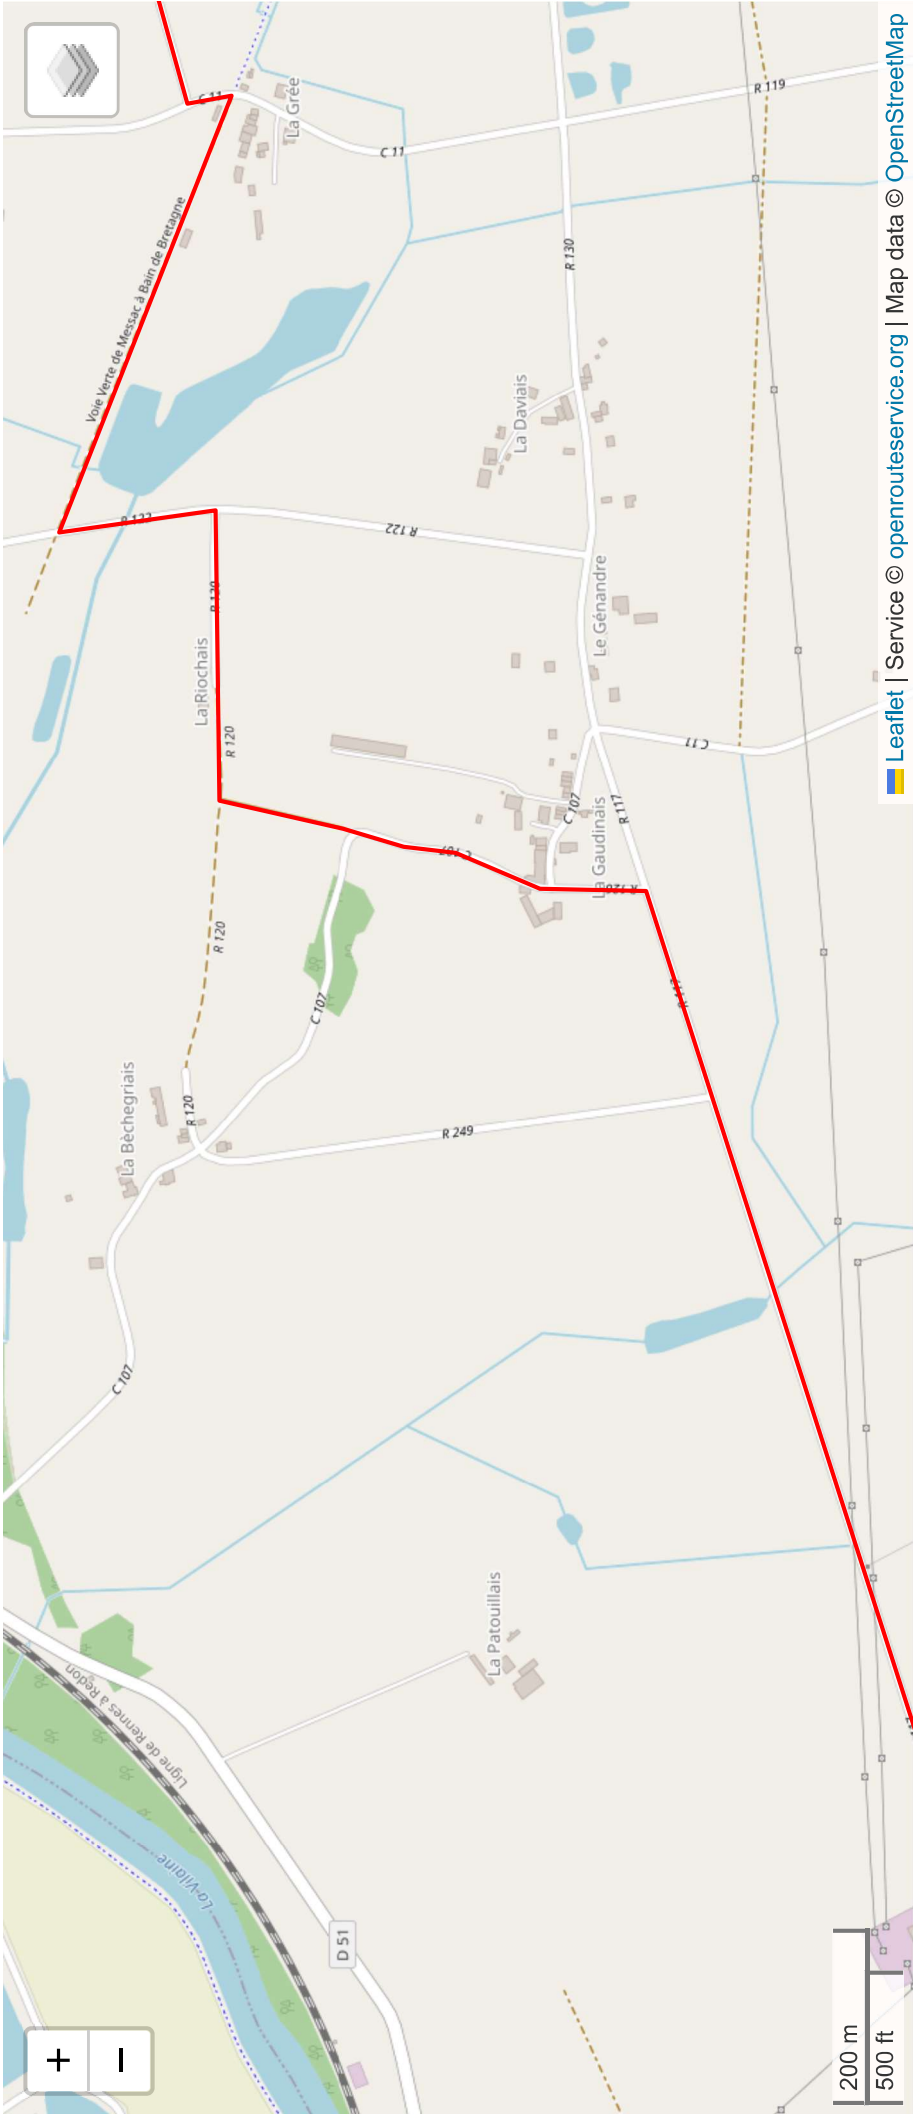 C 11
La Grée
R 119
C 11
Voie Verte de Messac à Bain de Bretagne
R 130
La Daviais
R 122
R 122
R 120
La Riochais
R 120
Le Génandre
C 11
C 107
R 117
La Gaudinais
C 107
R 120
R 117
C 107
R 120
La Bèchegriais
R 120
R 249
C 107
La Patouillais
Ligne de Rennes à Redon
La Vilaine
D 51
+
−
200 m
500 ft
Leaflet | Service © openrouteservice.org | Map data © OpenStreetMap